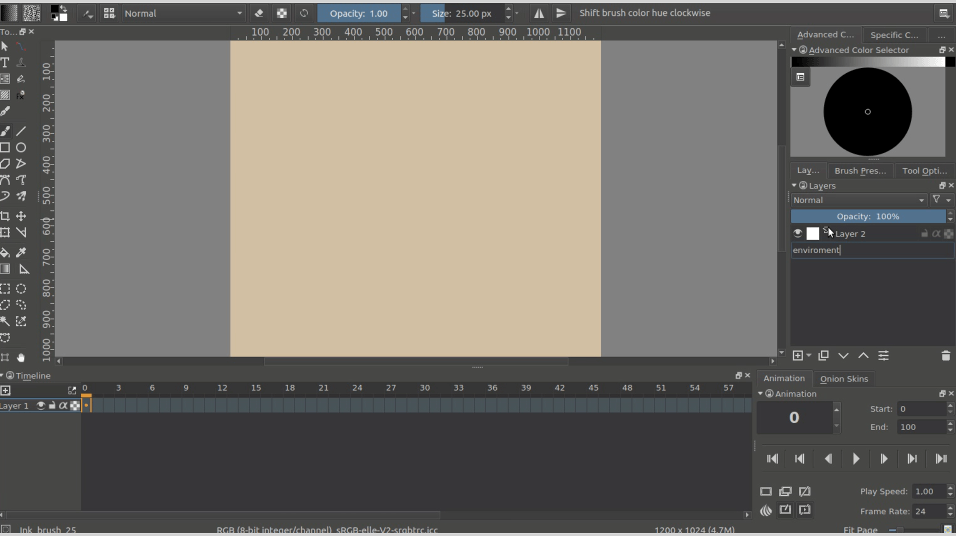 Normal
Opacity: 1.00
Size: 25.00 px
Shift brush color hue clockwise
To...
100 200 300 400 500 600 700 800 900 1000 1100
100
200
300
400
500
600
700
800
900
1000
Advanced C...
Specific C...
...
Advanced Color Selector
Lay...
Brush Pres...
Tool Opti...
Layers
Normal
Opacity: 100%
Layer 2
enviroment
Timeline
0 3 6 9 12 15 18 21 24 27 30 33 36 39 42 45 48 51 54 57
Layer 1
Animation
Onion Skins
Animation
0
Start: 0
End: 100
Play Speed: 1.00
Frame Rate: 24
Ink_brush_25
RGB (8-bit integer/channel) sRGB-elle-V2-srgbtrc.icc
1200 x 1024 (4.7M)
Fit Page